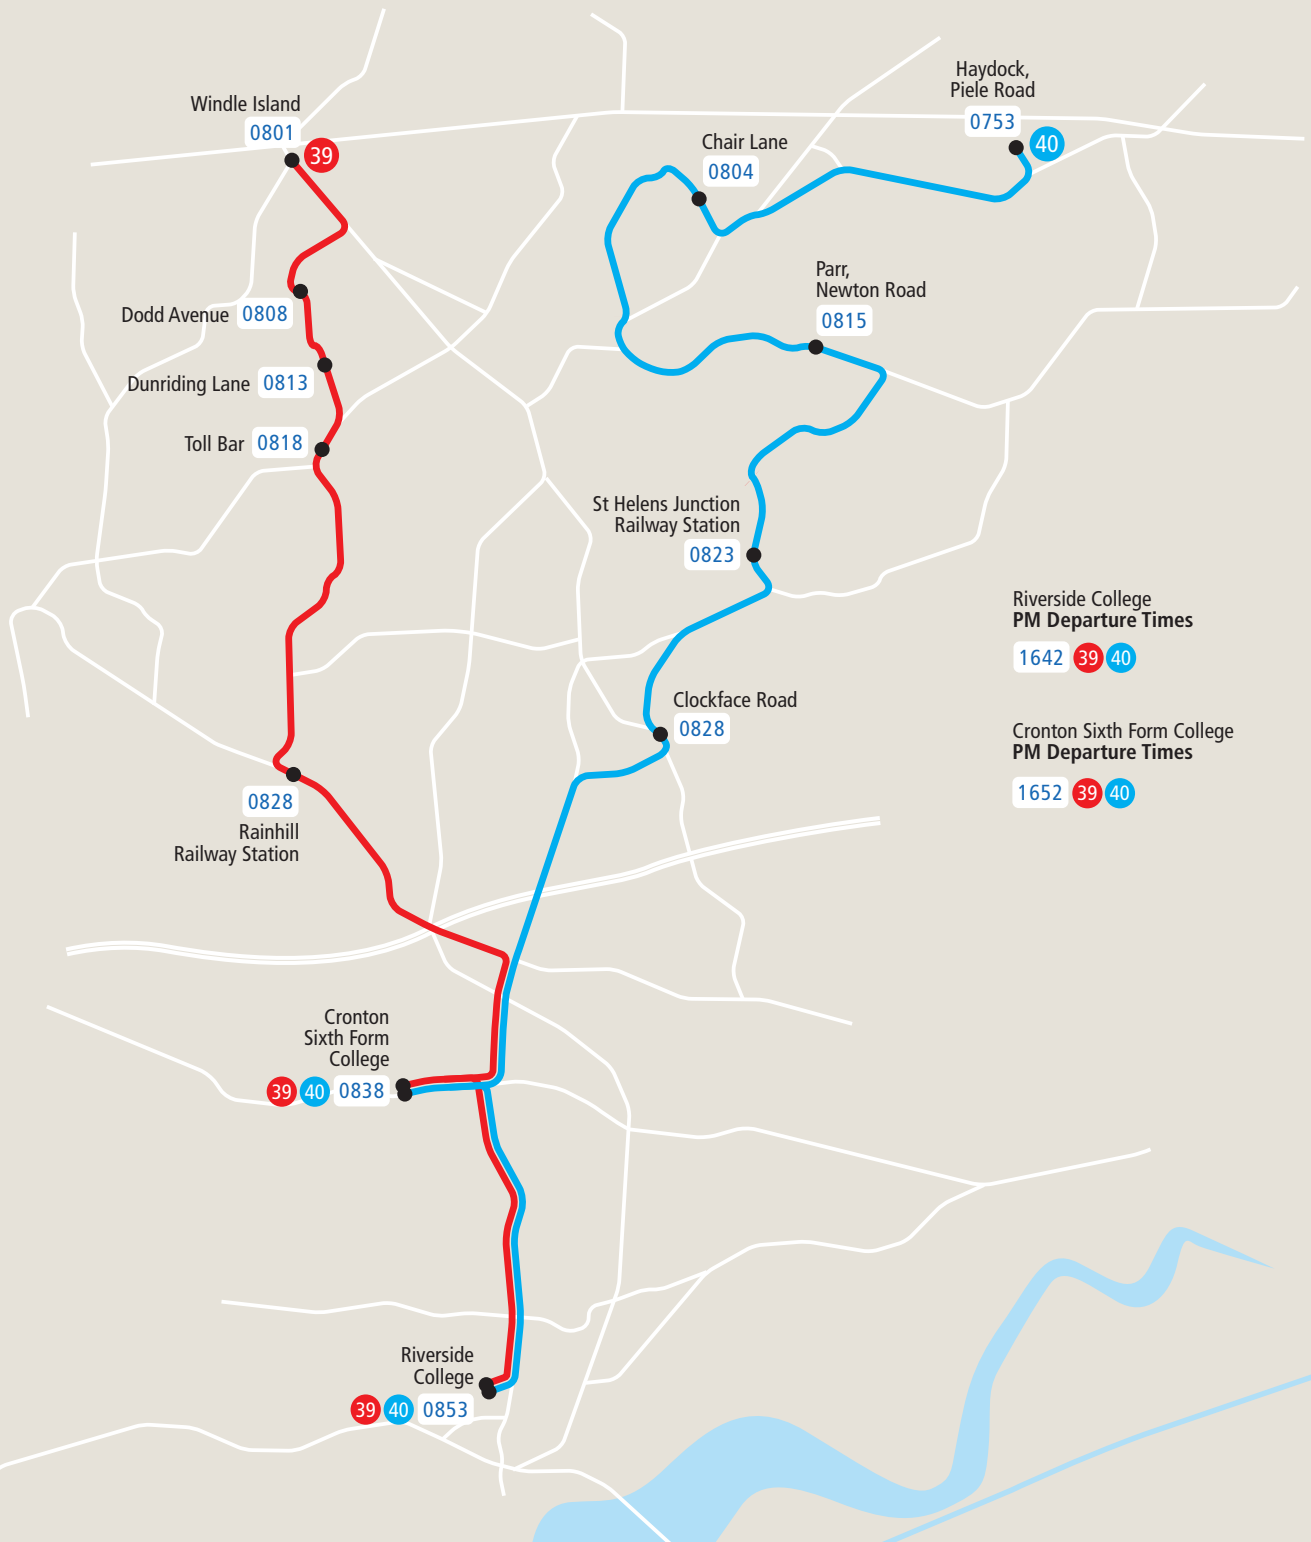 Haydock,
Piele Road
0753
40
Windle Island
0801
39
Chair Lane
0804
Parr,
Newton Road
0815
Dodd Avenue 0808
Dunriding Lane 0813
Toll Bar 0818
St Helens Junction
Railway Station
0823
Riverside College
PM Departure Times
1642 39 40
Clockface Road
0828
Cronton Sixth Form College
PM Departure Times
1652 39 40
0828
Rainhill
Railway Station
Cronton
Sixth Form
College
39 40 0838
Riverside
College
39 40 0853